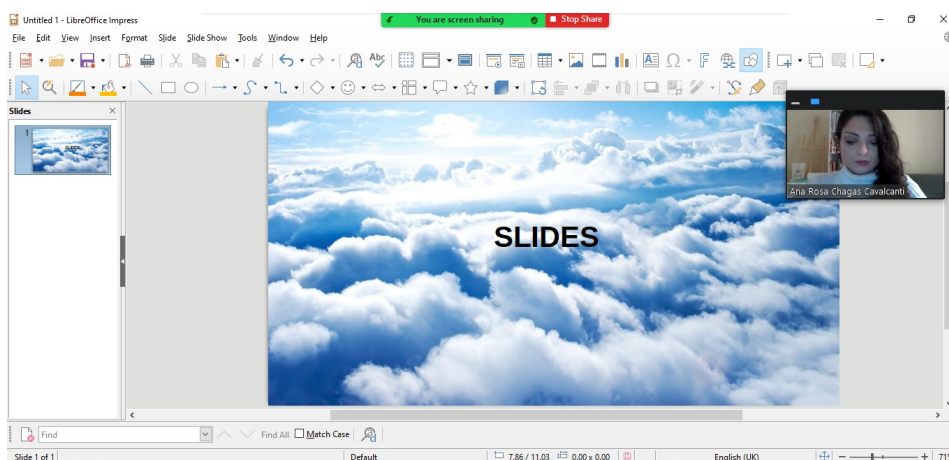 Untitled 1 - LibreOffice Impress
You are screen sharing
Stop Share
File Edit View Insert Format Slide Slide Show Tools Window Help
Slides
1
SLIDES
SLIDES
Ana Rosa Chagas Cavalcanti
Find
Find All Match Case
Slide 1 of 1 Default 7,86 / 11,03 0,00 x 0,00 English (UK)